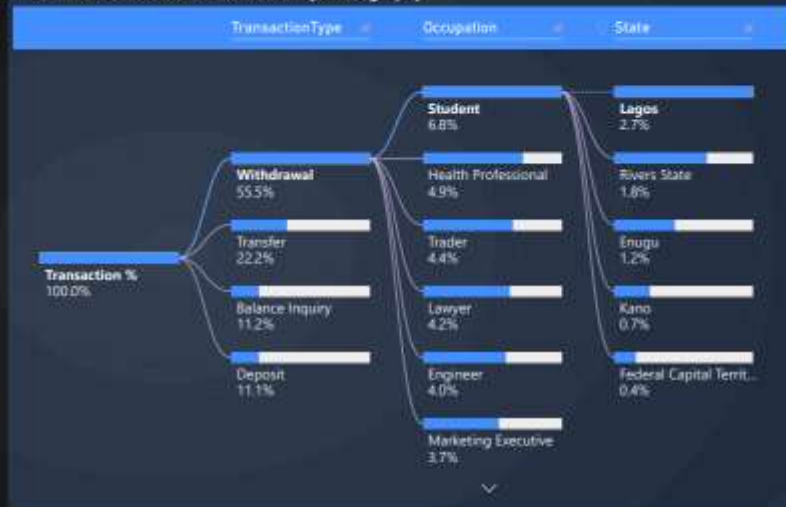 TransactionType
Occupation
State
Transaction %
100.0%
Withdrawal
55.5%
Transfer
22.2%
Balance Inquiry
11.2%
Deposit
11.1%
Student
6.8%
Health Professional
4.9%
Trader
4.4%
Lawyer
4.2%
Engineer
4.0%
Marketing Executive
3.7%
Lagos
2.7%
Rivers State
1.8%
Enugu
1.2%
Kano
0.7%
Federal Capital Territ...
0.4%